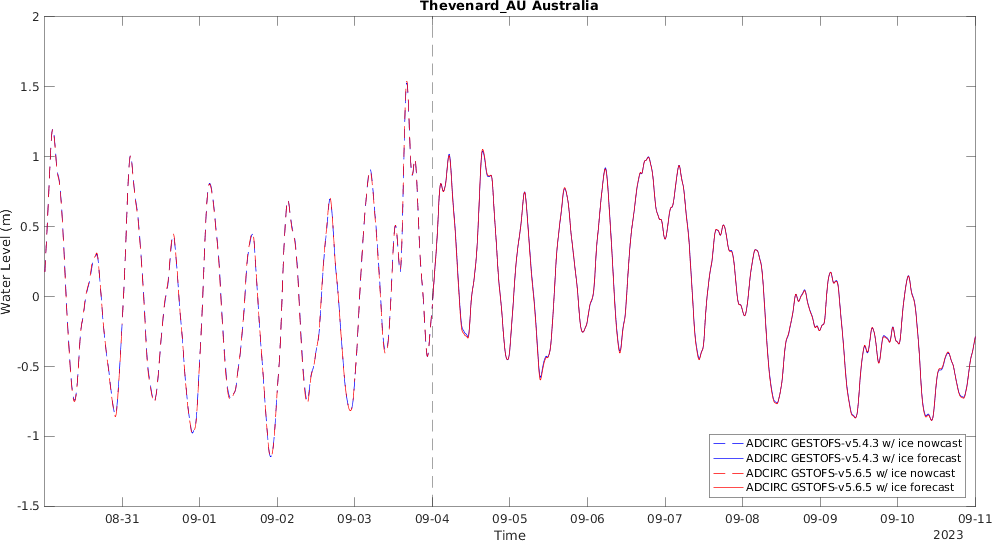 Thevenard_AU Australia
2
1.5
1
0.5
0
-0.5
-1
-1.5
Water Level (m)
ADCIRC GESTOFS-v5.4.3 w/ ice nowcast
ADCIRC GESTOFS-v5.4.3 w/ ice forecast
ADCIRC GSTOFS-v5.6.5 w/ ice nowcast
ADCIRC GSTOFS-v5.6.5 w/ ice forecast
08-31 09-01 09-02 09-03 09-04 09-05 09-06 09-07 09-08 09-09 09-10 09-11
Time
2023